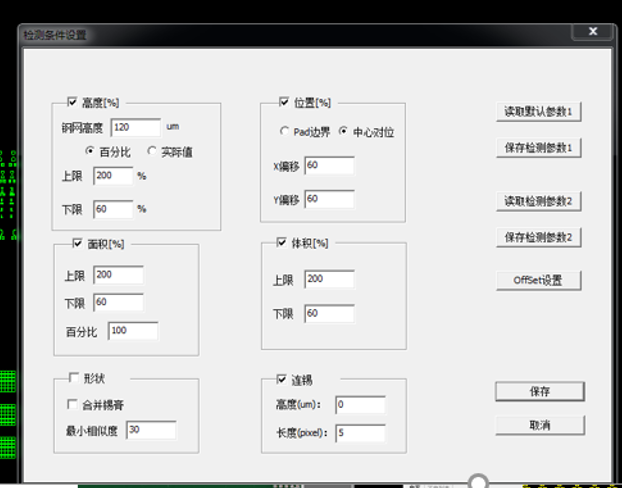 检测条件设置
高度[%]
钢网高度 120 um
百分比 实际值
上限 200 %
下限 60 %
位置[%]
Pad边界 中心对位
X偏移 60
Y偏移 60
读取默认参数1
保存检测参数1
读取检测参数2
保存检测参数2
OffSet设置
面积[%]
上限 200
下限 60
百分比 100
体积[%]
上限 200
下限 60
形状
合并锡膏
最小相似度 30
连锡
高度(um): 0
长度(pixel): 5
保存
取消